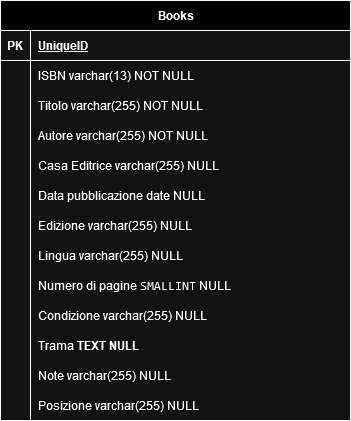 Books
PK UniqueID
ISBN varchar(13) NOT NULL
Titolo varchar(255) NOT NULL
Autore varchar(255) NOT NULL
Casa Editrice varchar(255) NULL
Data pubblicazione date NULL
Edizione varchar(255) NULL
Lingua varchar(255) NULL
Numero di pagine SMALLINT NULL
Condizione varchar(255) NULL
Trama TEXT NULL
Note varchar(255) NULL
Posizione varchar(255) NULL